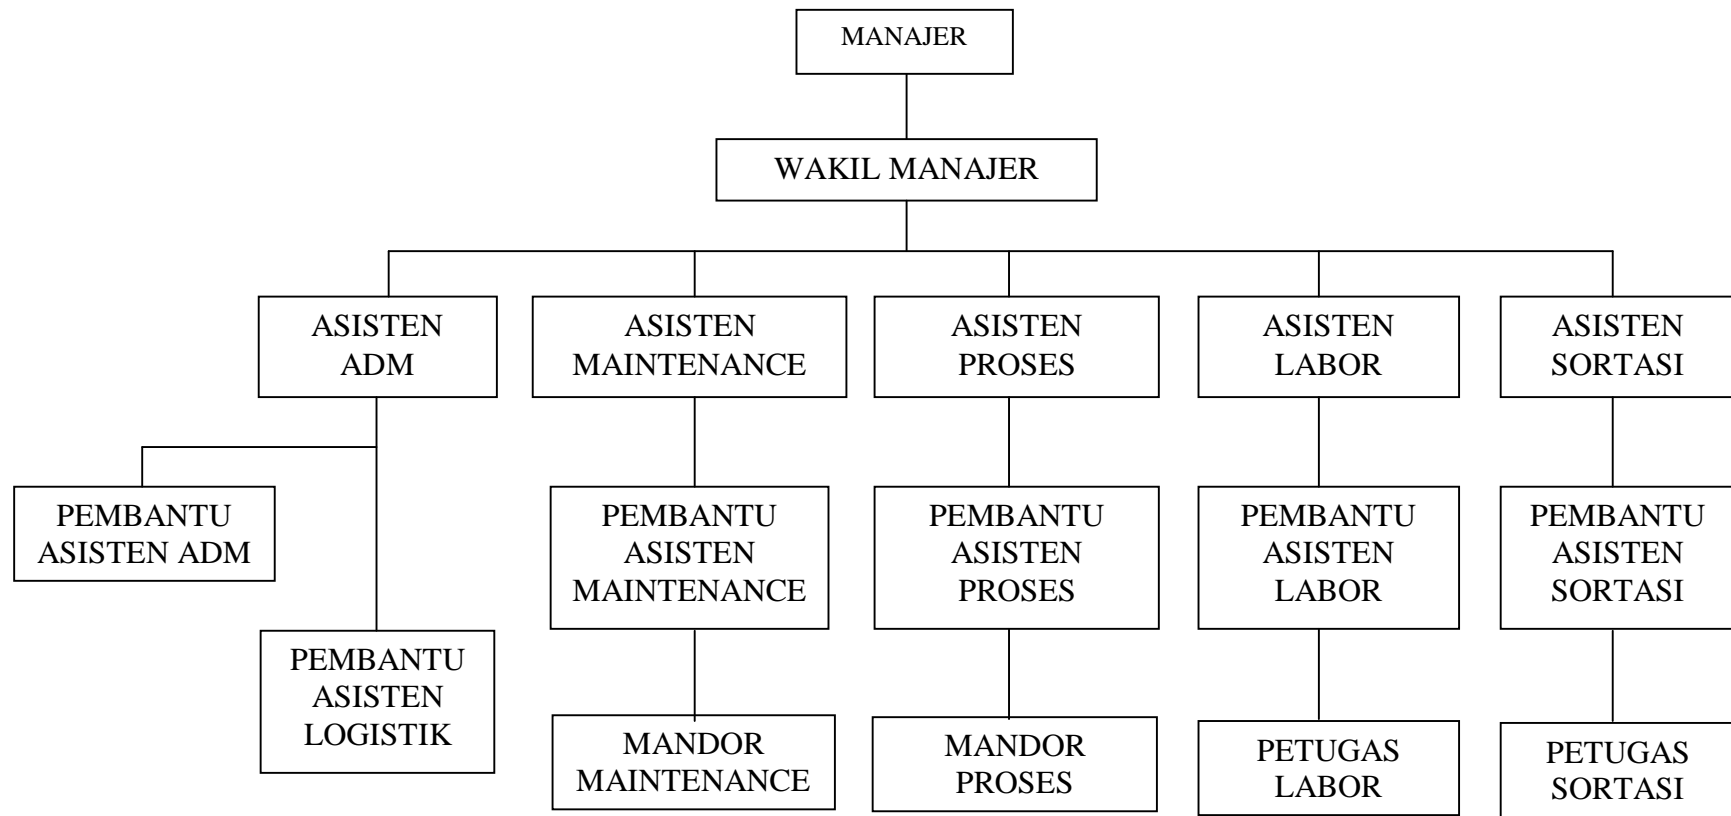 MANAJER
WAKIL MANAJER
ASISTEN
ADM
ASISTEN
MAINTENANCE
ASISTEN
PROSES
ASISTEN
LABOR
ASISTEN
SORTASI
PEMBANTU
ASISTEN ADM
PEMBANTU
ASISTEN
LOGISTIK
PEMBANTU
ASISTEN
MAINTENANCE
PEMBANTU
ASISTEN
PROSES
PEMBANTU
ASISTEN
LABOR
PEMBANTU
ASISTEN
SORTASI
MANDOR
MAINTENANCE
MANDOR
PROSES
PETUGAS
LABOR
PETUGAS
SORTASI